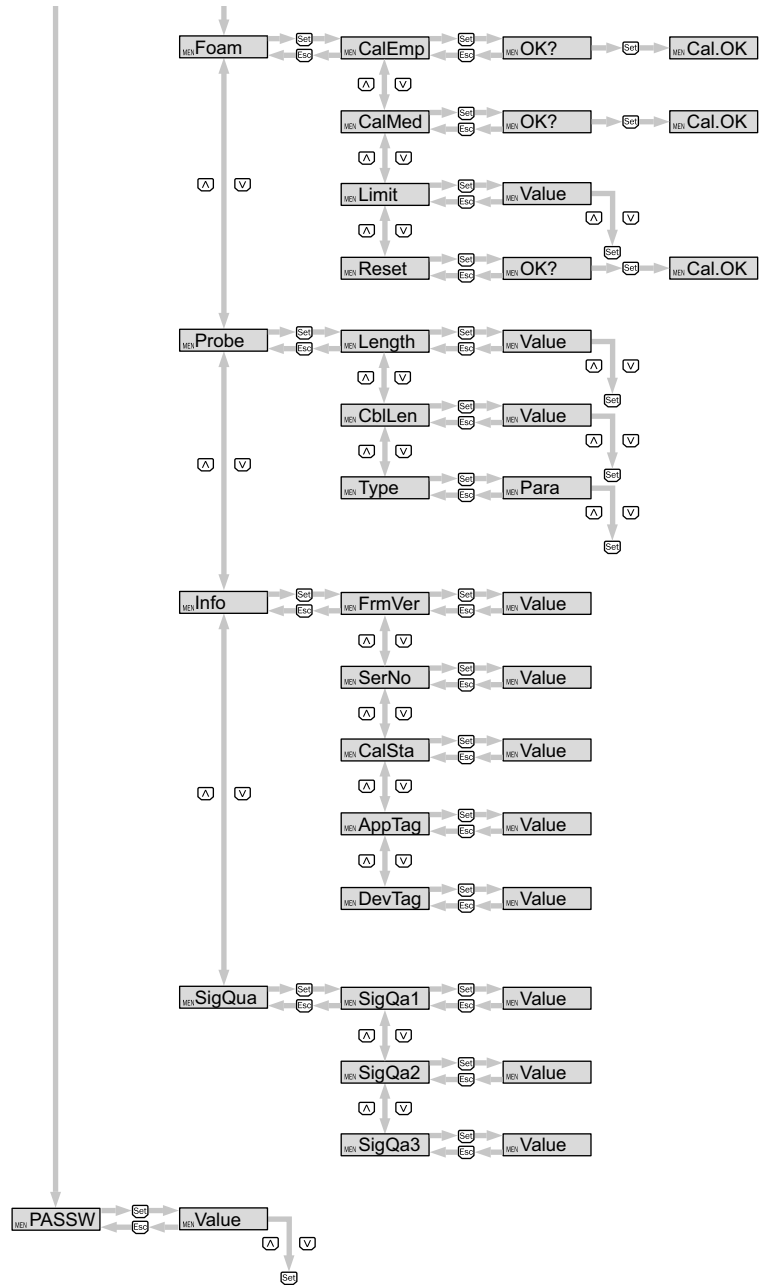 MEN Foam Set Esc MEN CalEmp Set Esc MEN OK? Set MEN Cal.OK
Λ V
MEN CalMed Set Esc MEN OK? Set MEN Cal.OK
Λ V
Λ V
MEN Limit Set Esc MEN Value
Λ V
Λ V
Set
MEN Reset Set Esc MEN OK? Set MEN Cal.OK
MEN Probe Set Esc MEN Length Set Esc MEN Value
Λ V
Λ V
Set
MEN CblLen Set Esc MEN Value
Λ V
Λ V
Λ V
Set
MEN Type Set Esc MEN Para
Λ V
Set
MEN Info Set Esc MEN FrmVer Set Esc MEN Value
Λ V
MEN SerNo Set Esc MEN Value
Λ V
MEN CalSta Set Esc MEN Value
Λ V
Λ V
MEN AppTag Set Esc MEN Value
Λ V
MEN DevTag Set Esc MEN Value
MEN SigQua Set Esc MEN SigQa1 Set Esc MEN Value
Λ V
MEN SigQa2 Set Esc MEN Value
Λ V
MEN SigQa3 Set Esc MEN Value
MEN PASSW Set Esc MEN Value
Λ V
Set